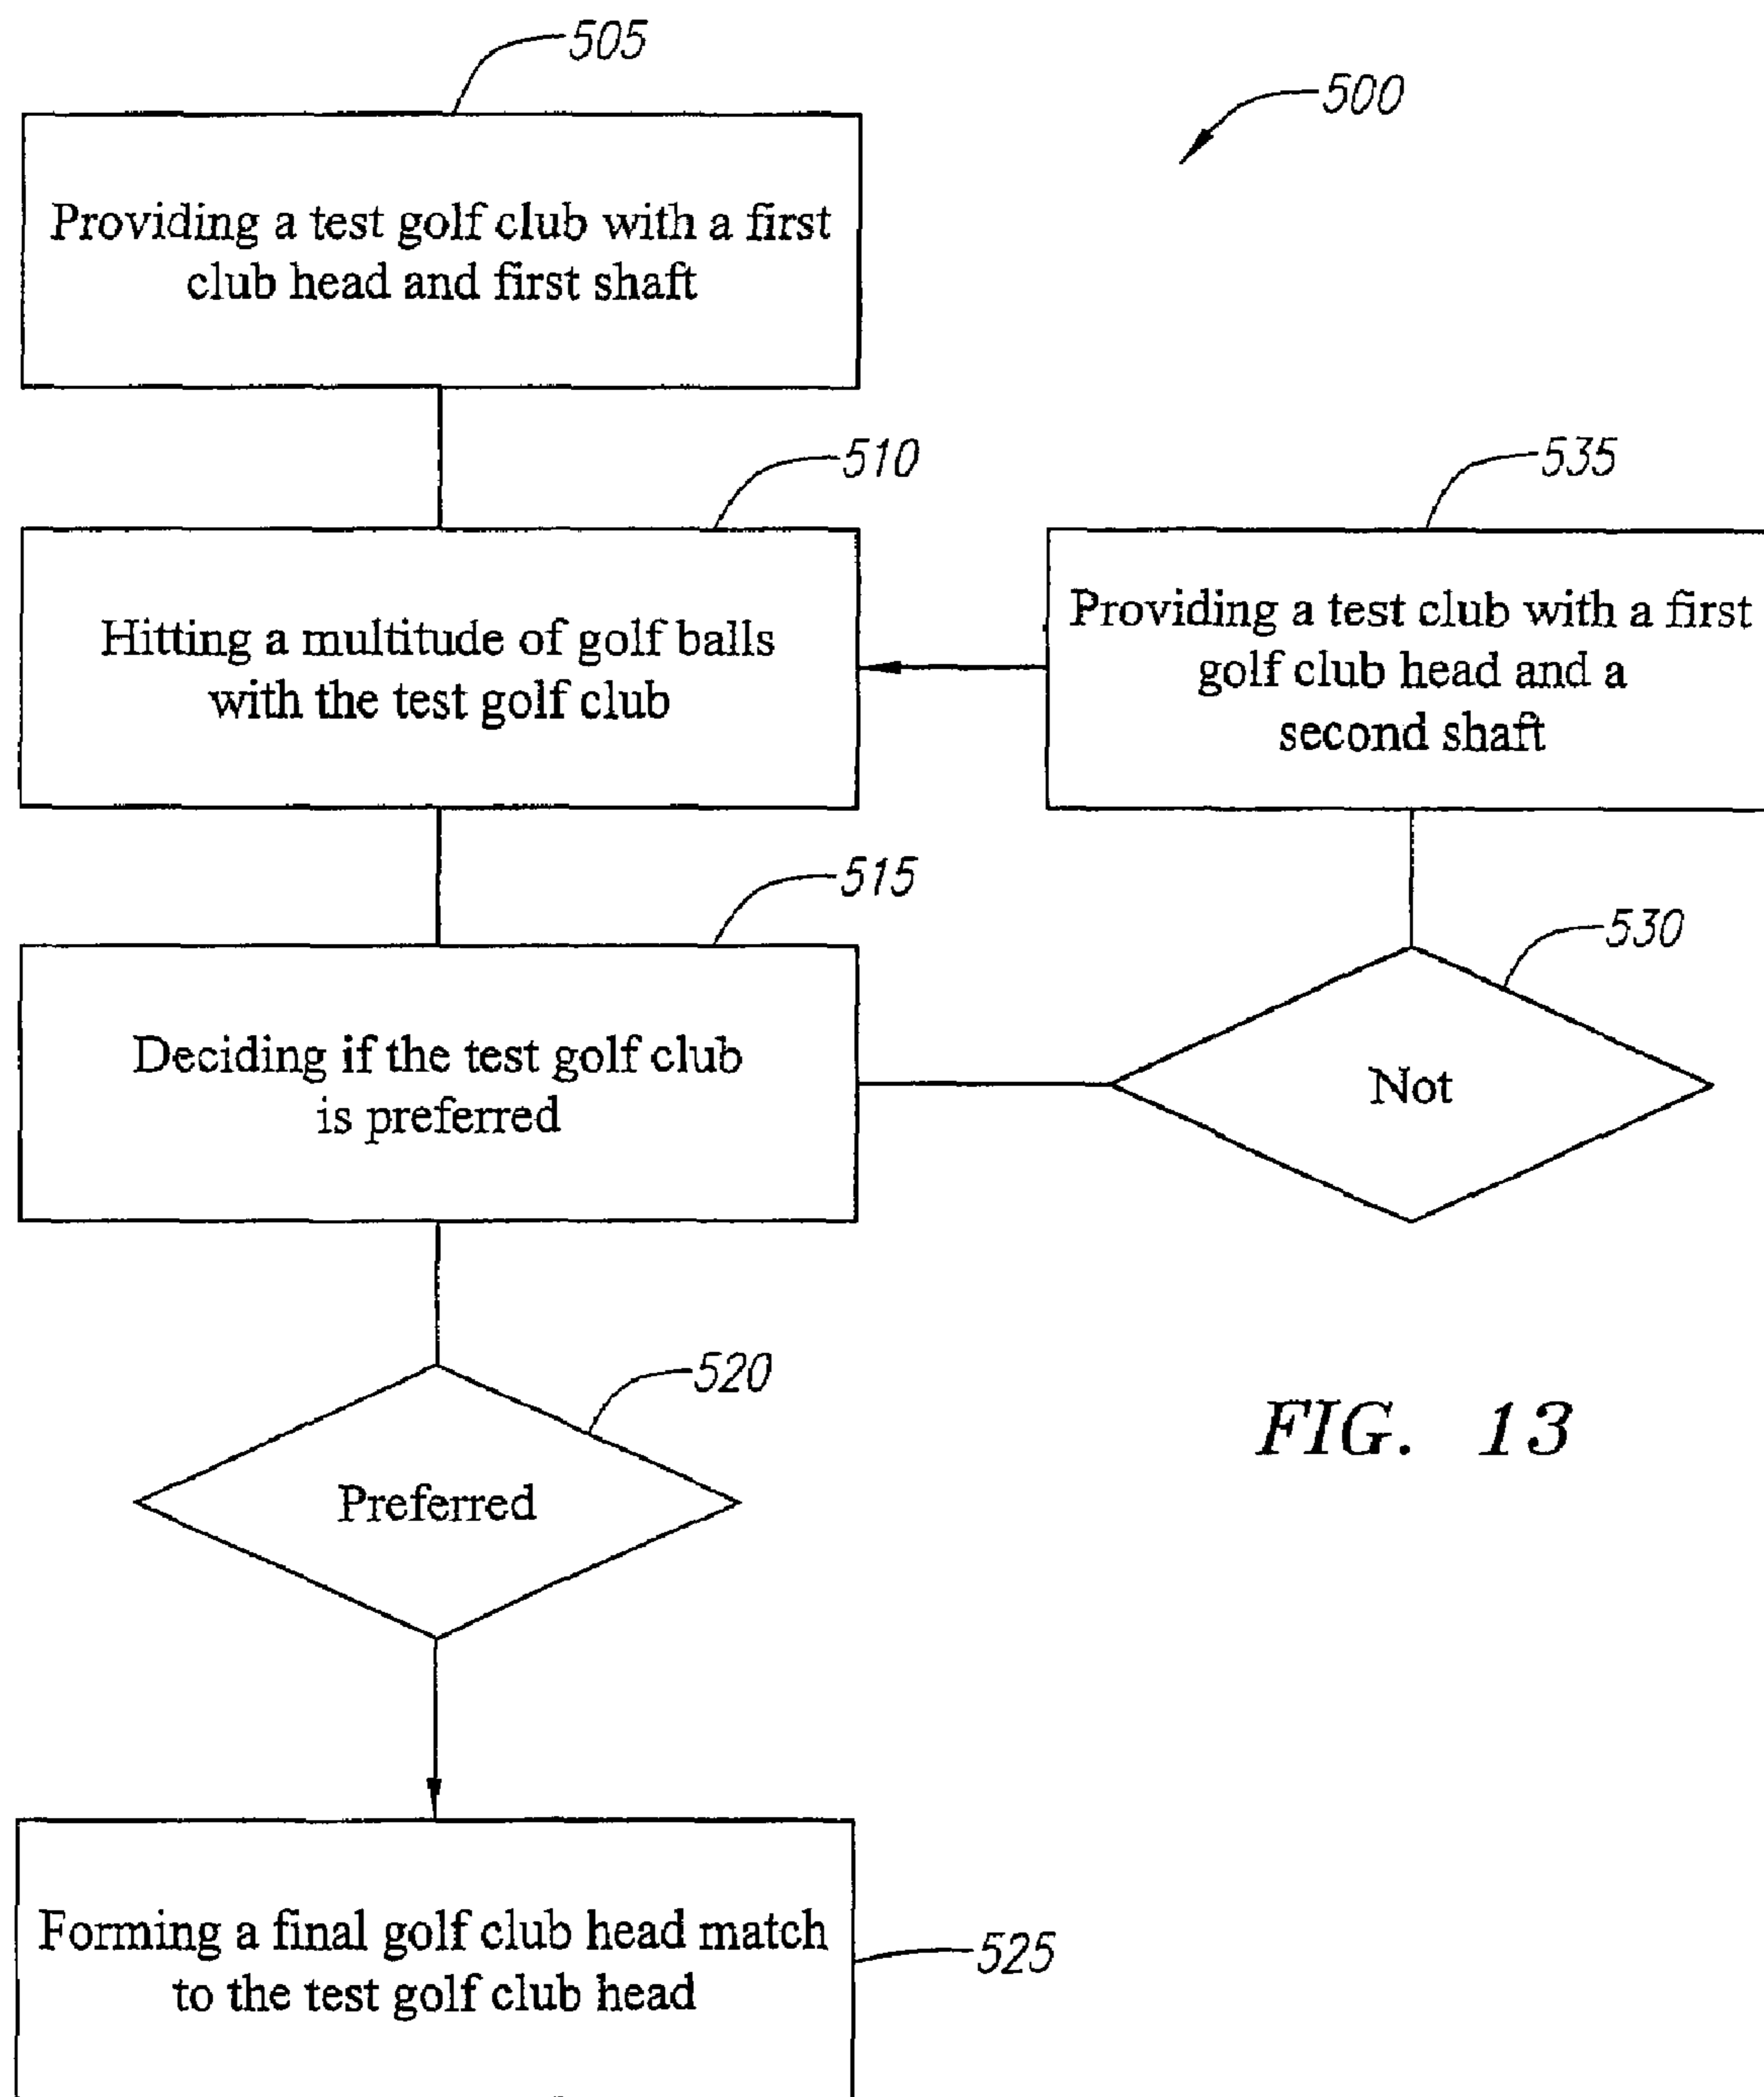 505
500
Providing a test golf club with a first
club head and first shaft
510
535
Hitting a multitude of golf balls
with the test golf club
Providing a test club with a first
golf club head and a
second shaft
515
530
Deciding if the test golf club
is preferred
Not
520
Preferred
FIG. 13
Forming a final golf club head match
to the test golf club head
525